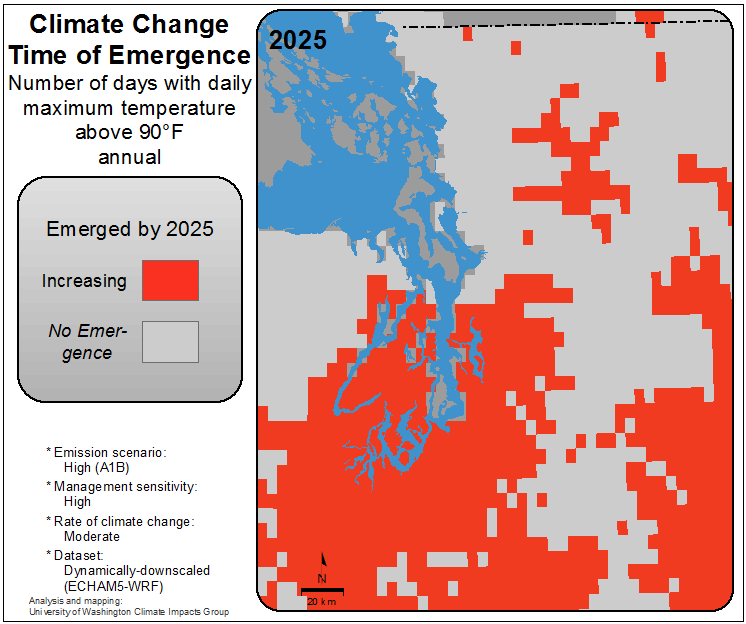 Climate Change
Time of Emergence
Number of days with daily
maximum temperature
above 90°F
annual
Emerged by 2025
Increasing
No Emer-
gence
* Emission scenario:
High (A1B)
* Management sensitivity:
High
* Rate of climate change:
Moderate
* Dataset:
Dynamically-downscaled
(ECHAM5-WRF)
Analysis and mapping:
University of Washington Climate Impacts Group
2025
N
20 km